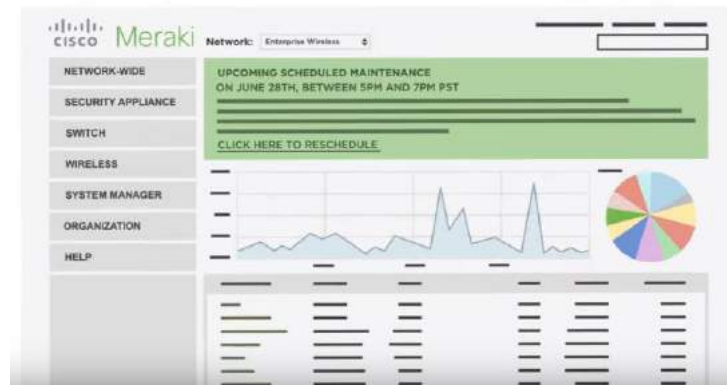 CISCO Meraki Network: Enterprise Wireless
NETWORK-WIDE
SECURITY APPLIANCE
SWITCH
WIRELESS
SYSTEM MANAGER
ORGANIZATION
HELP
UPCOMING SCHEDULED MAINTENANCE
ON JUNE 28TH, BETWEEN 5PM AND 7PM PST
CLICK HERE TO RESCHEDULE